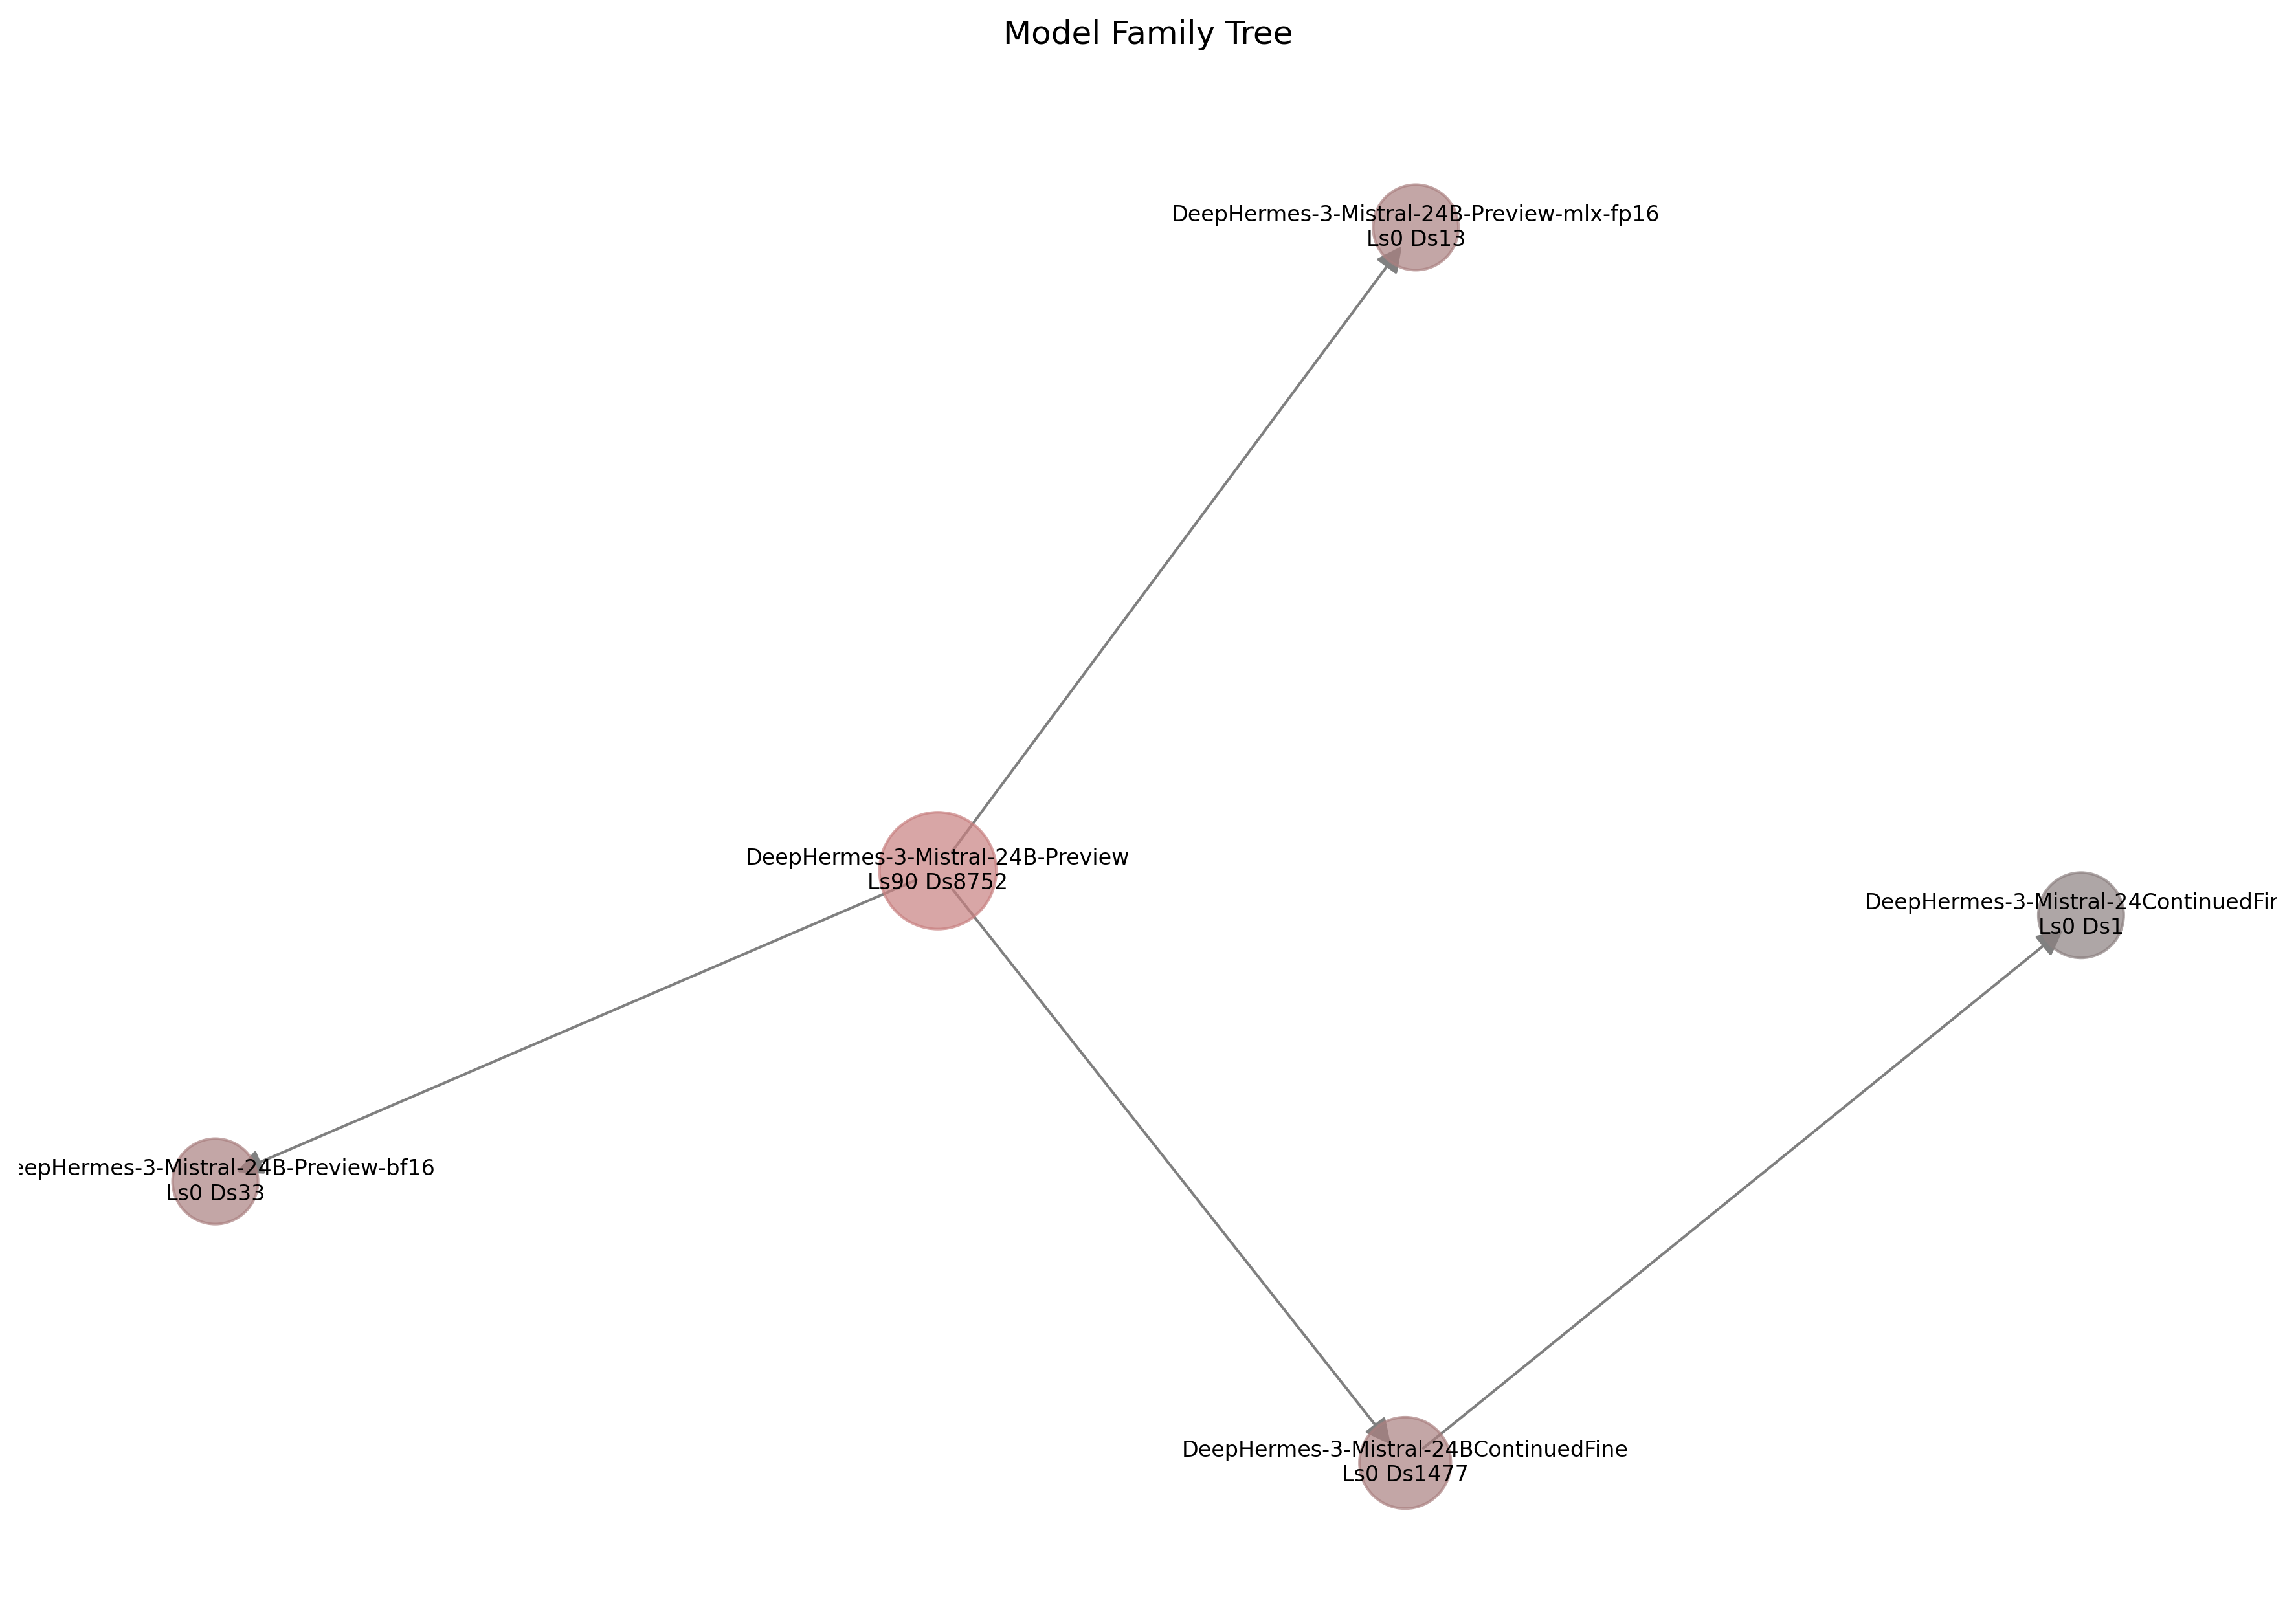 Model Family Tree
DeepHermes-3-Mistral-24B-Preview-mlx-fp16
Ls0 Ds13
DeepHermes-3-Mistral-24B-Preview
Ls90 Ds8752
DeepHermes-3-Mistral-24ContinuedFir
Ls0 Ds1
eepHermes-3-Mistral-24B-Preview-bf16
Ls0 Ds33
DeepHermes-3-Mistral-24BContinuedFine
Ls0 Ds1477